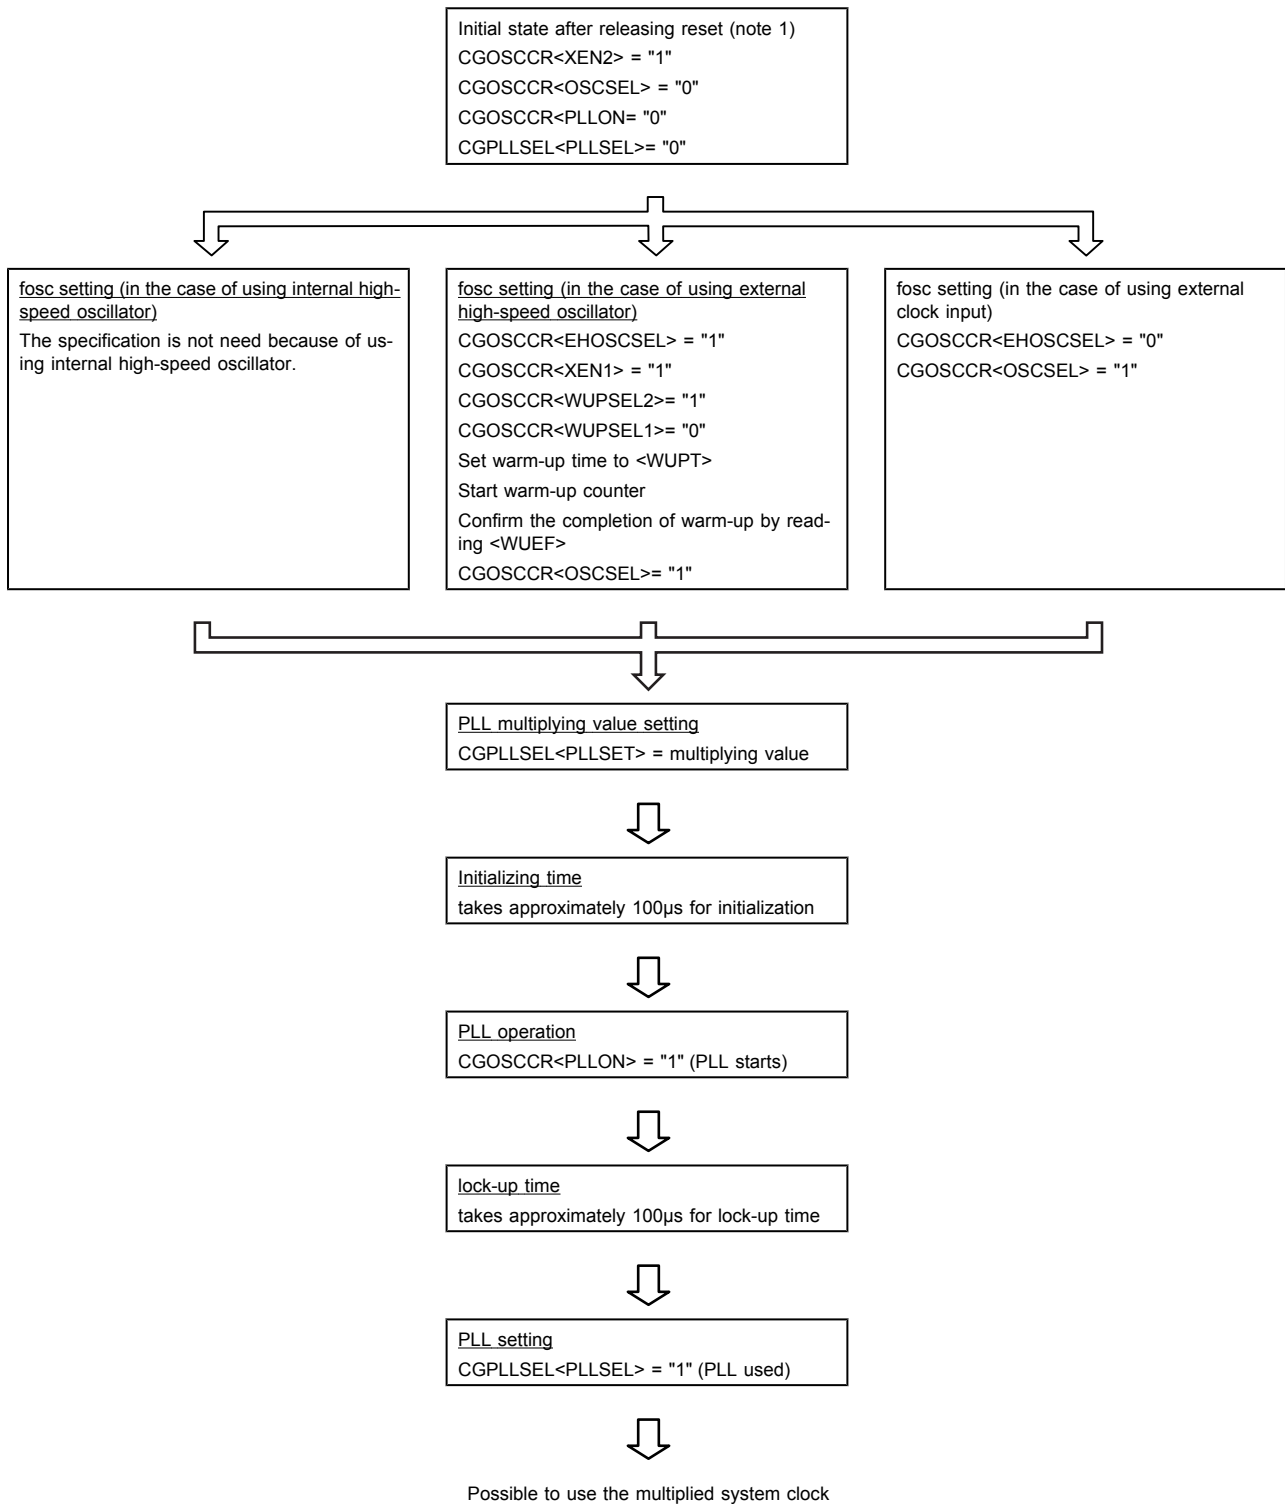 Initial state after releasing reset (note 1)
CGOSCCR<XEN2> = "1"
CGOSCCR<OSCSEL> = "0"
CGOSCCR<PLLON= "0"
CGPLLSEL<PLLSEL>= "0"
fosc setting (in the case of using internal high-
speed oscillator)
The specification is not need because of us-
ing internal high-speed oscillator.
fosc setting (in the case of using external
high-speed oscillator)
CGOSCCR<EHOSCSEL> = "1"
CGOSCCR<XEN1> = "1"
CGOSCCR<WUPSEL2>= "1"
CGOSCCR<WUPSEL1>= "0"
Set warm-up time to <WUPT>
Start warm-up counter
Confirm the completion of warm-up by read-
ing <WUEF>
CGOSCCR<OSCSEL>= "1"
fosc setting (in the case of using external
clock input)
CGOSCCR<EHOSCSEL> = "0"
CGOSCCR<OSCSEL> = "1"
PLL multiplying value setting
CGPLLSEL<PLLSET> = multiplying value
Initializing time
takes approximately 100μs for initialization
PLL operation
CGOSCCR<PLLON> = "1" (PLL starts)
lock-up time
takes approximately 100μs for lock-up time
PLL setting
CGPLLSEL<PLLSEL> = "1" (PLL used)
Possible to use the multiplied system clock